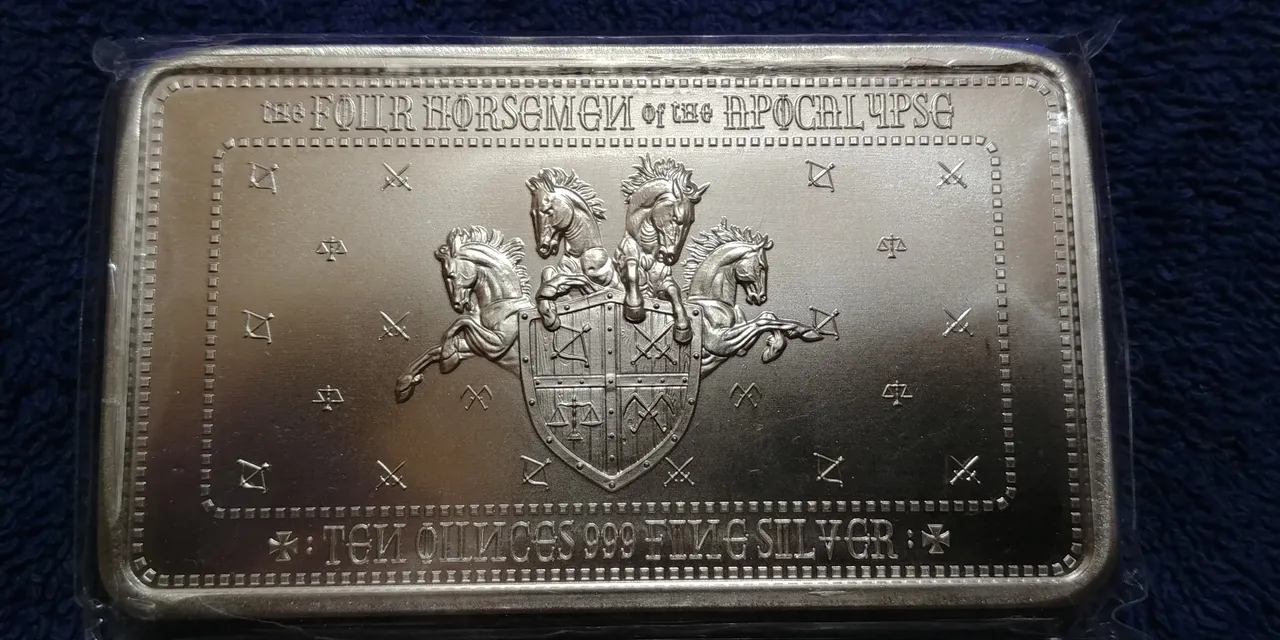 the FOUR HORSEMEN of the APOCALYPSE
TEN OUNCES 999 FINE SILVER